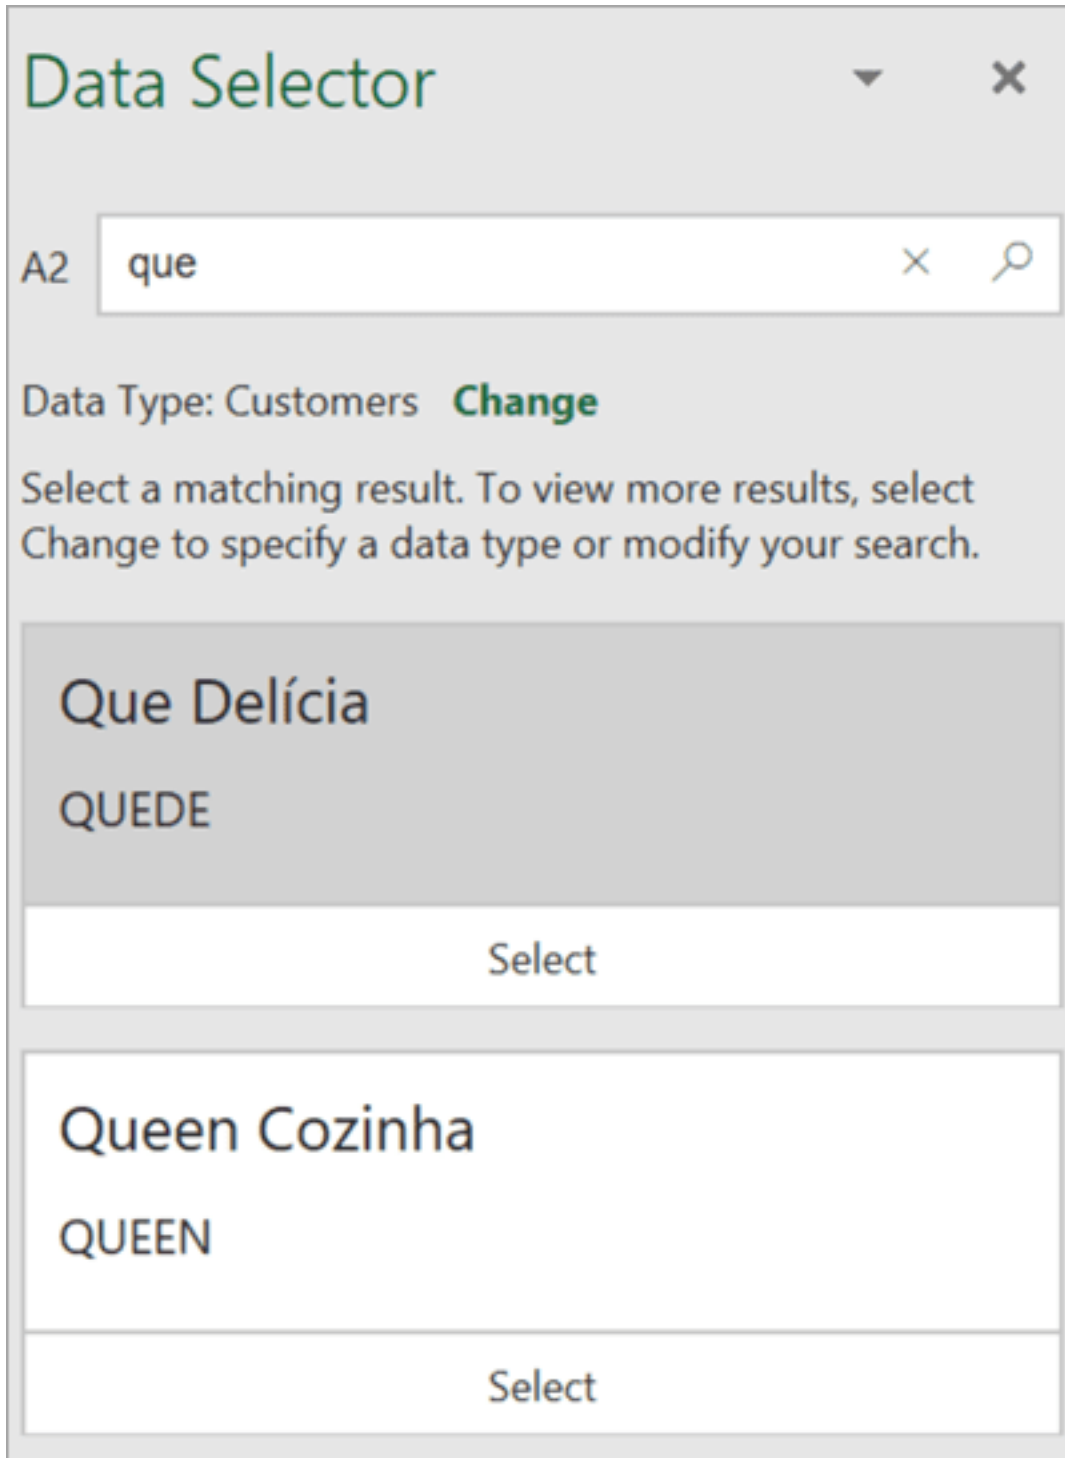 Data Selector
A2 que
Data Type: Customers Change
Select a matching result. To view more results, select
Change to specify a data type or modify your search.
Que Delícia
QUEDE
Select
Queen Cozinha
QUEEN
Select